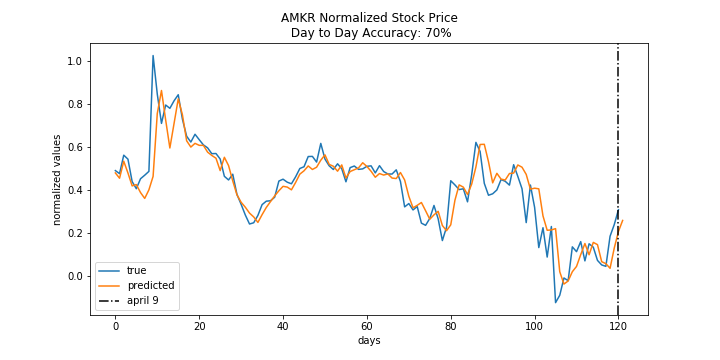 AMKR Normalized Stock Price
Day to Day Accuracy: 70%
normalized values
1.0
0.8
0.6
0.4
0.2
0.0
true
predicted
april 9
0 20 40 60 80 100 120
days